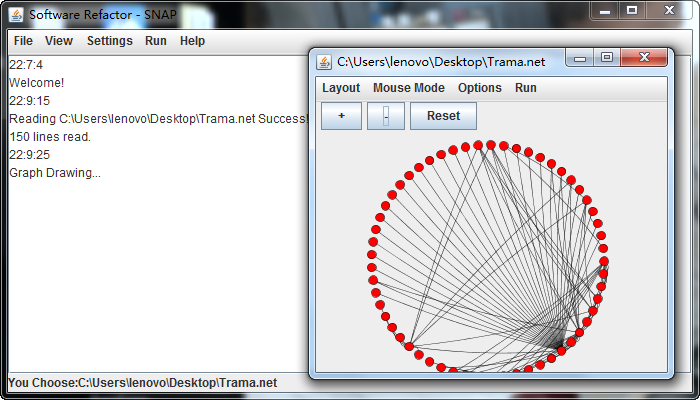 Software Refactor - SNAP
File View Settings Run Help
22:7:4
Welcome!
22:9:15
Reading C:\Users\lenovo\Desktop\Trama.net Success!
150 lines read.
22:9:25
Graph Drawing...
You Choose:C:\Users\lenovo\Desktop\Trama.net
C:\Users\lenovo\Desktop\Trama.net
Layout Mouse Mode Options Run
+ - Reset